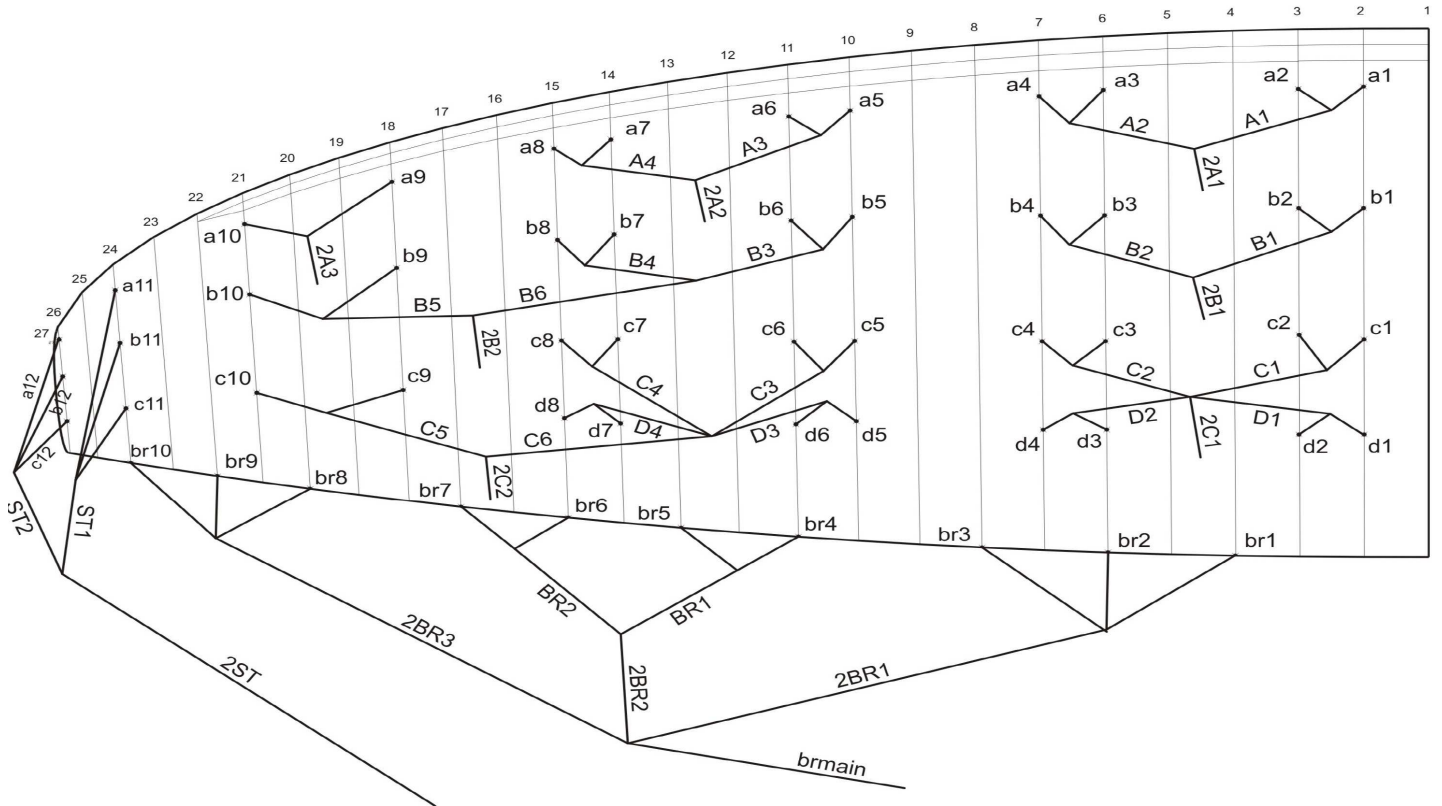 1
2
3
4
5
6
7
8
9
10
11
12
13
14
15
16
17
18
19
20
21
22
23
24
25
26
27
a1
a2
a3
a4
A1
A2
2A1
a5
a6
a7
a8
A3
A4
2A2
a9
a10
2A3
a11
a12
b1
b2
b3
b4
B1
B2
2B1
b5
b6
b7
b8
B3
B4
b9
b10
B5
B6
2B2
b11
b12
c1
c2
c3
c4
C1
C2
D1
D2
2C1
d1
d2
d3
d4
c5
c6
c7
c8
C3
C4
D3
D4
d5
d6
d7
d8
c9
c10
C5
C6
2C2
c11
c12
br1
br2
br3
br4
br5
br6
br7
br8
br9
br10
ST1
ST2
2ST
BR1
BR2
2BR1
2BR2
2BR3
brmain